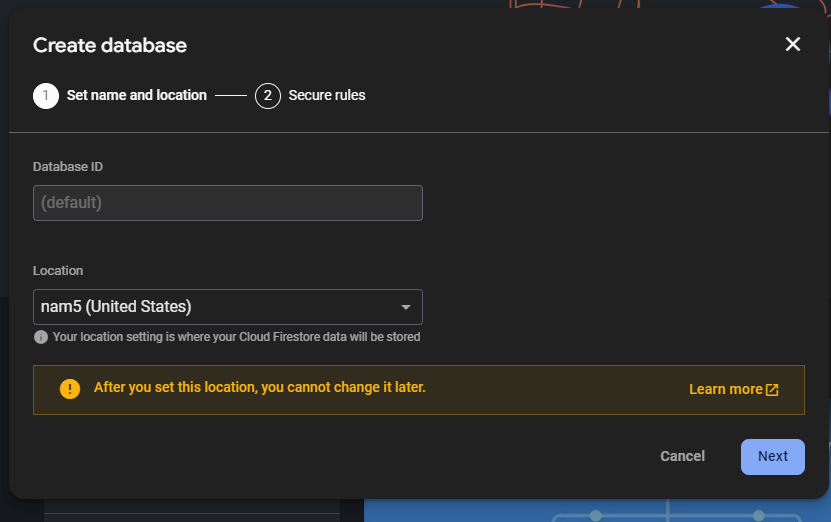 Create database
1 Set name and location 2 Secure rules
Database ID
(default)
Location
nam5 (United States)
Your location setting is where your Cloud Firestore data will be stored
After you set this location, you cannot change it later. Learn more
Cancel Next